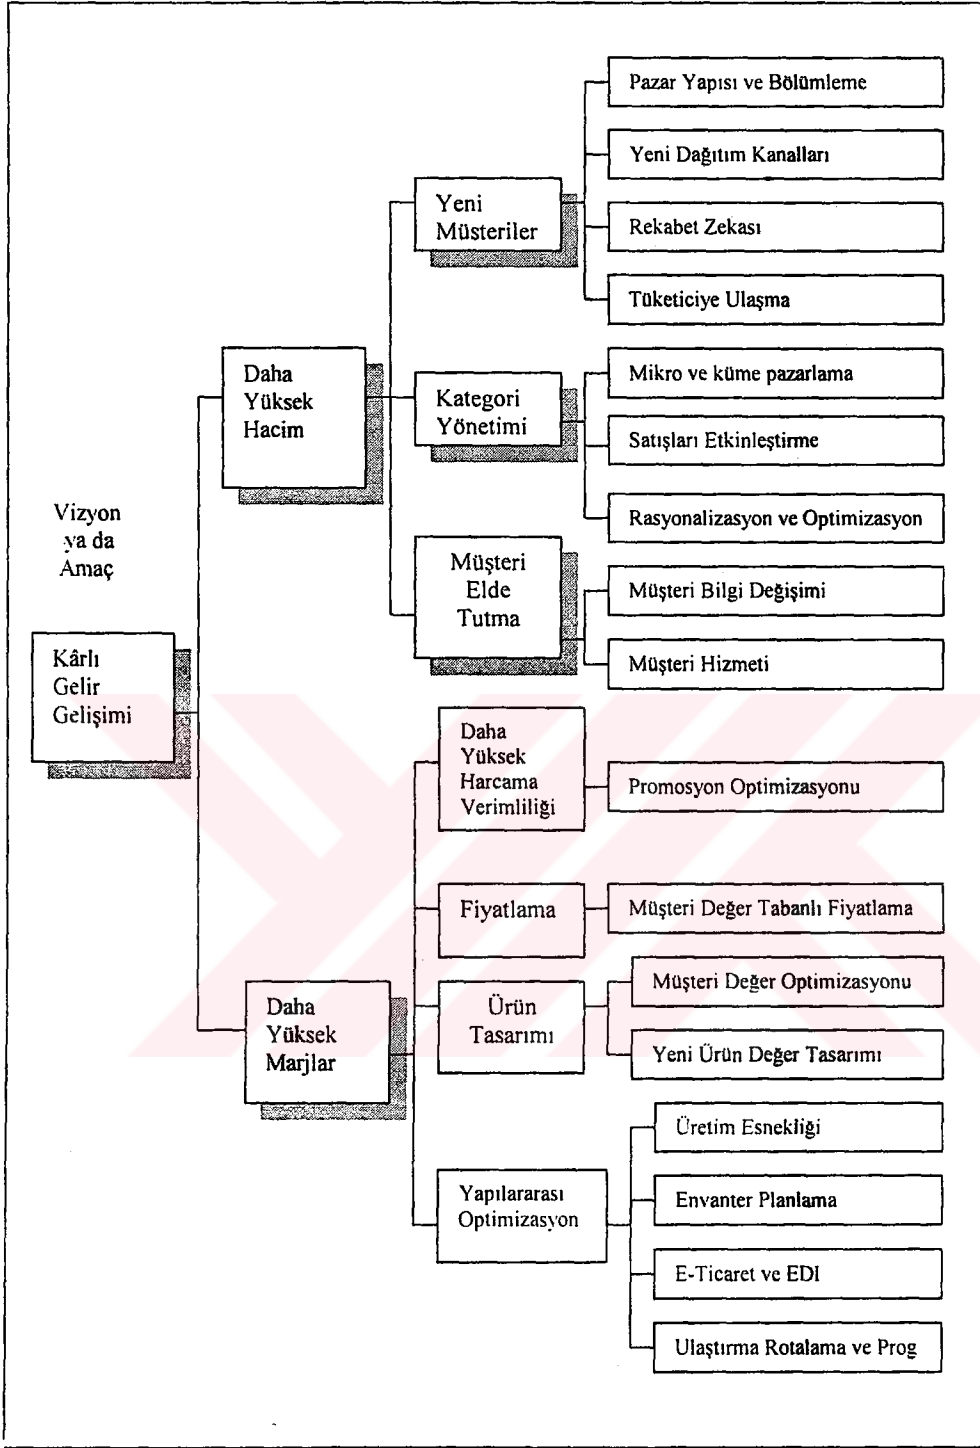 Pazar Yapısı ve Bölümleme
Yeni Dağıtım Kanalları
Yeni
Müsteriler
Rekabet Zekası
Tüketiciye Ulaşma
Daha
Yüksek
Hacim
Kategori
Yönetimi
Mikro ve küme pazarlama
Satışları Etkinleştirme
Rasyonalizasyon ve Optimizasyon
Vizyon
ya da
Amaç
Müşteri
Elde
Tutma
Müşteri Bilgi Değişimi
Müşteri Hizmeti
Kârlı
Gelir
Gelişimi
Daha
Yüksek
Harcama
Verimliliği
Promosyon Optimizasyonu
Fiyatlama
Müşteri Değer Tabanlı Fiyatlama
Daha
Yüksek
Marjlar
Ürün
Tasarımı
Müşteri Değer Optimizasyonu
Yeni Ürün Değer Tasarımı
Yapılararası
Optimizasyon
Üretim Esnekliği
Envanter Planlama
E-Ticaret ve EDI
Ulaştırma Rotalama ve Prog